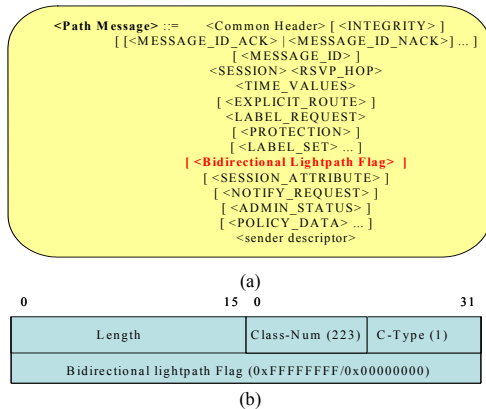 <Path Message> ::= <Common Header> [ <INTEGRITY> ]
[ [<MESSAGE_ID_ACK> | <MESSAGE_ID_NACK>] ... ]
[ <MESSAGE_ID> ]
<SESSION> <RSVP_HOP>
<TIME_VALUES>
[ <EXPLICIT_ROUTE> ]
<LABEL_REQUEST>
[ <PROTECTION> ]
[ <LABEL_SET> ... ]
[ <Bidirectional Lightpath Flag> ]
[ <SESSION_ATTRIBUTE> ]
[ <NOTIFY_REQUEST> ]
[ <ADMIN_STATUS> ]
[ <POLICY_DATA> ... ]
<sender descriptor>
(a)
0 15 0 31
Length Class-Num (223) C-Type (1)
Bidirectional lightpath Flag (0xFFFFFFFF/0x00000000)
(b)